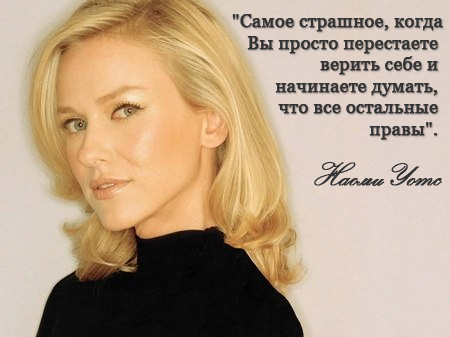 "Самое страшное, когда
Вы просто перестаете
верить себе и
начинаете думать,
что все остальные
правы".
Наоми Уотс